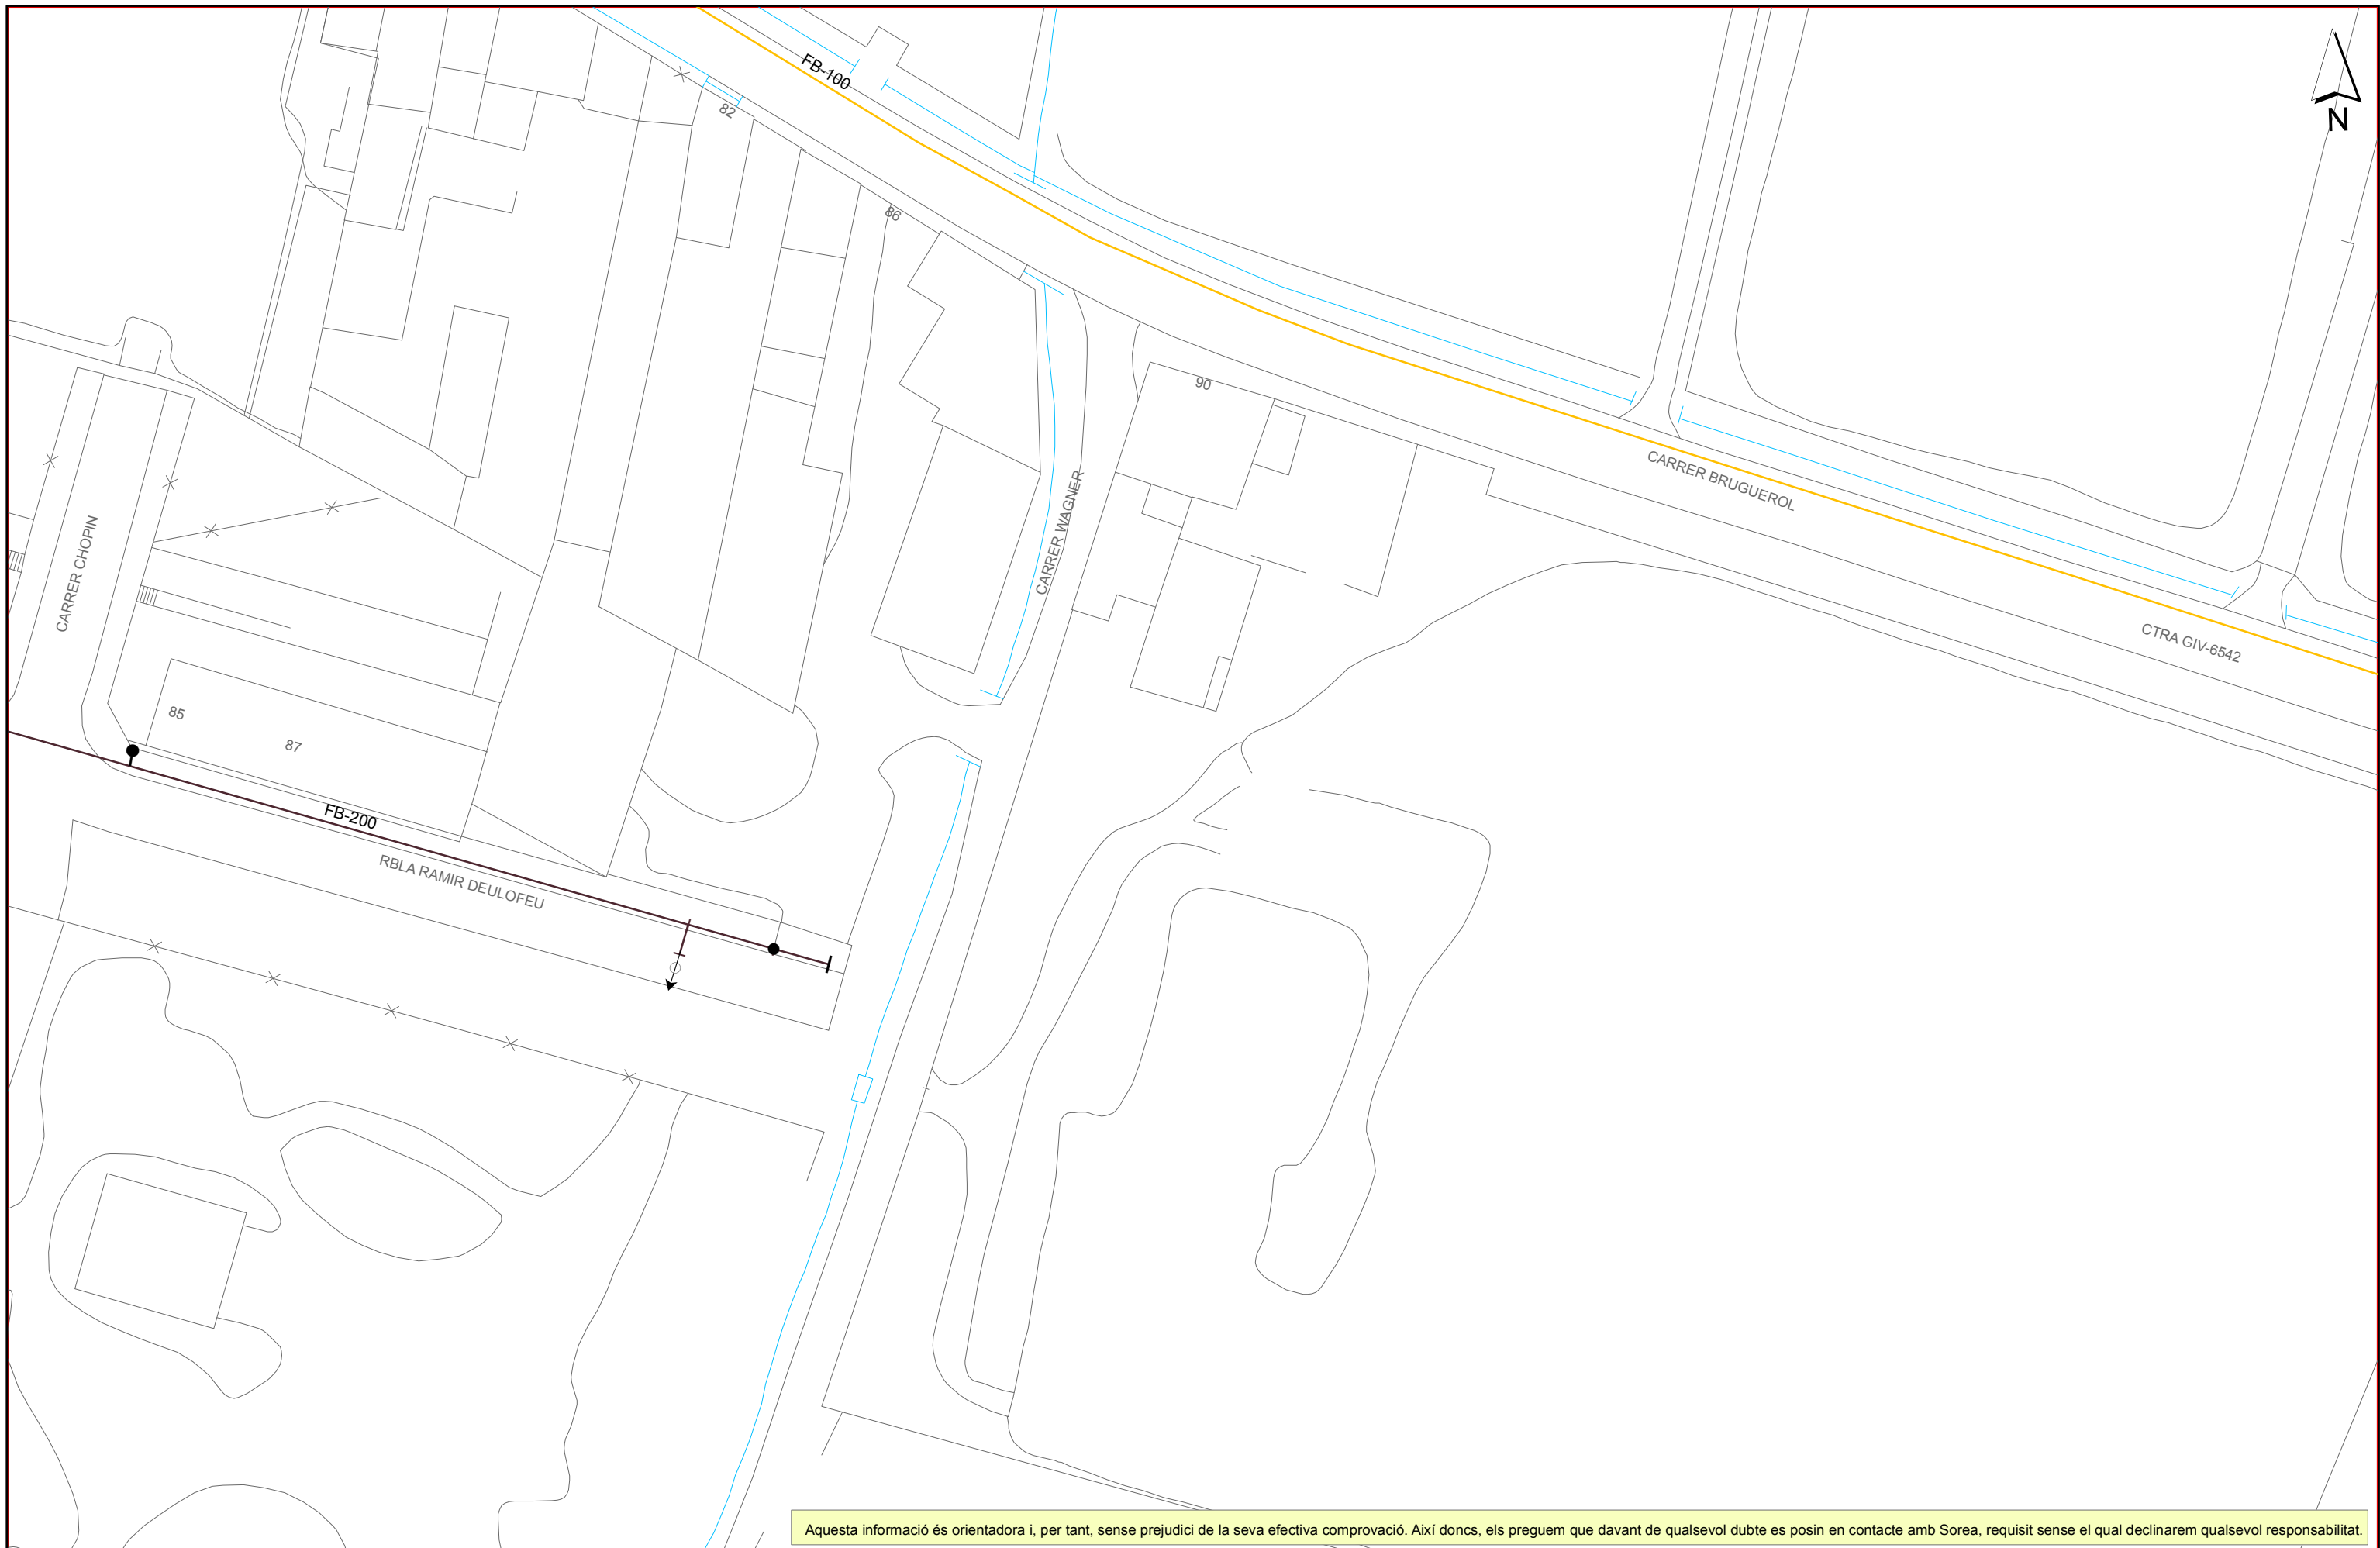 FB-100
82
N
86
90
CARRER BRUGUEROL
CARRER WAGNER
CARRER CHOPIN
CTRA GIV-6542
85
87
FB-200
RBLA RAMIR DEULOFEU
Aquesta informació és orientadora i, per tant, sense prejudici de la seva efectiva comprovació. Així doncs, els preguem que davant de qualsevol dubte es posin en contacte amb Sorea, requisit sense el qual declinarem qualsevol responsabilitat.